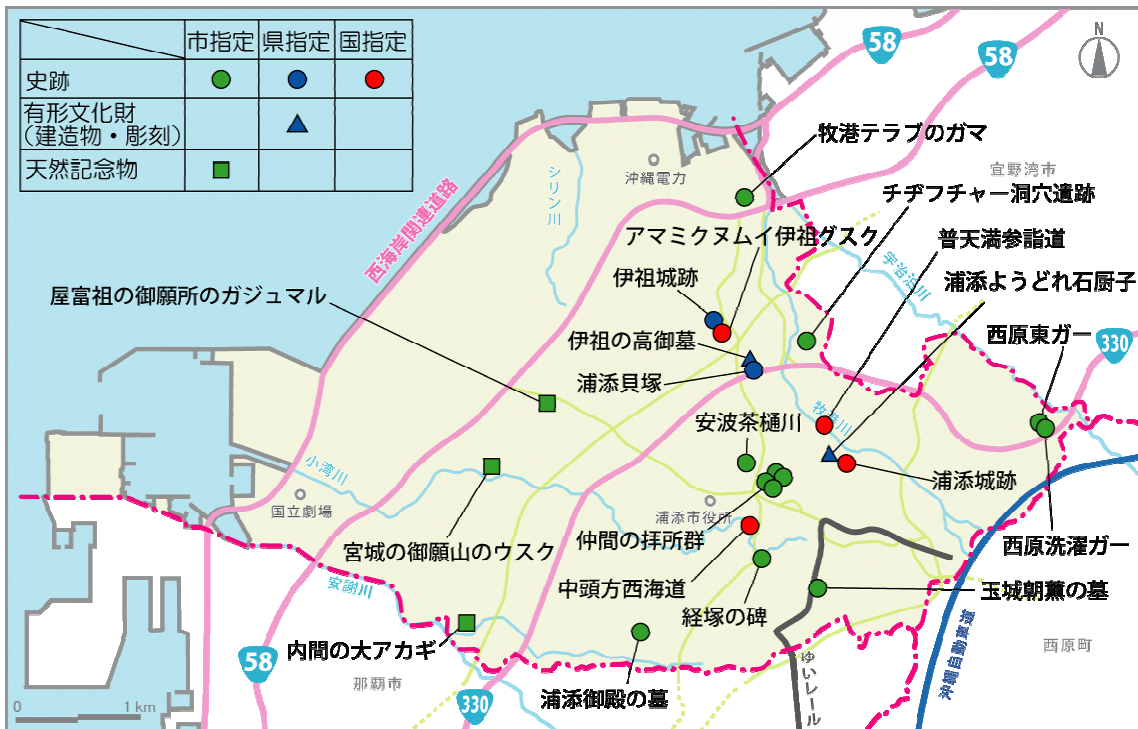 市指定 県指定 国指定
史跡
有形文化財
（建造物・彫刻）
天然記念物
58
58
N
牧港テラブのガマ
宜野湾市
沖縄電力
シリン川
チヂフチャー洞穴遺跡
西海岸関連道路
アマミクヌムイ伊祖グスク
普天満参詣道
宇治泊川
伊祖城跡
浦添ようどれ石厨子
屋富祖の御願所のガジュマル
西原東ガー
330
伊祖の高御墓
浦添貝塚
安波茶樋川
牧港川
小湾川
浦添城跡
国立劇場
浦添市役所
宮城の御願山のウスク
仲間の拝所群
西原洗濯ガー
中頭方西海道
安謝川
玉城朝薫の墓
経塚の碑
内間の大アカギ
沖縄自動車道
西原町
58
那覇市
浦添御殿の墓
ゆいレール
330
0 1 km